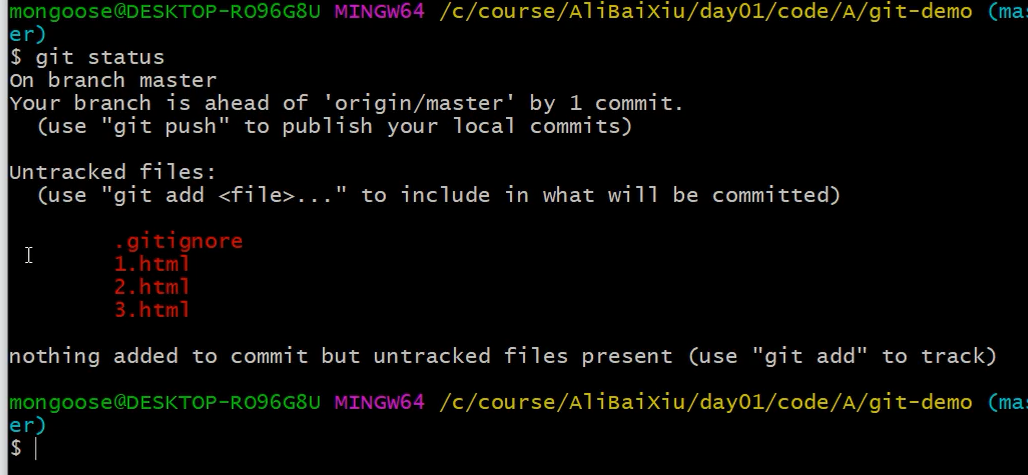 mongoose@DESKTOP-RO96G8U MINGW64 /c/course/AliBaiXiu/day01/code/A/git-demo (mas
er)
$ git status
On branch master
Your branch is ahead of 'origin/master' by 1 commit.
  (use "git push" to publish your local commits)
Untracked files:
  (use "git add <file>..." to include in what will be committed)
        .gitignore
        1.html
        2.html
        3.html
nothing added to commit but untracked files present (use "git add" to track)
mongoose@DESKTOP-RO96G8U MINGW64 /c/course/AliBaiXiu/day01/code/A/git-demo (mas
er)
$